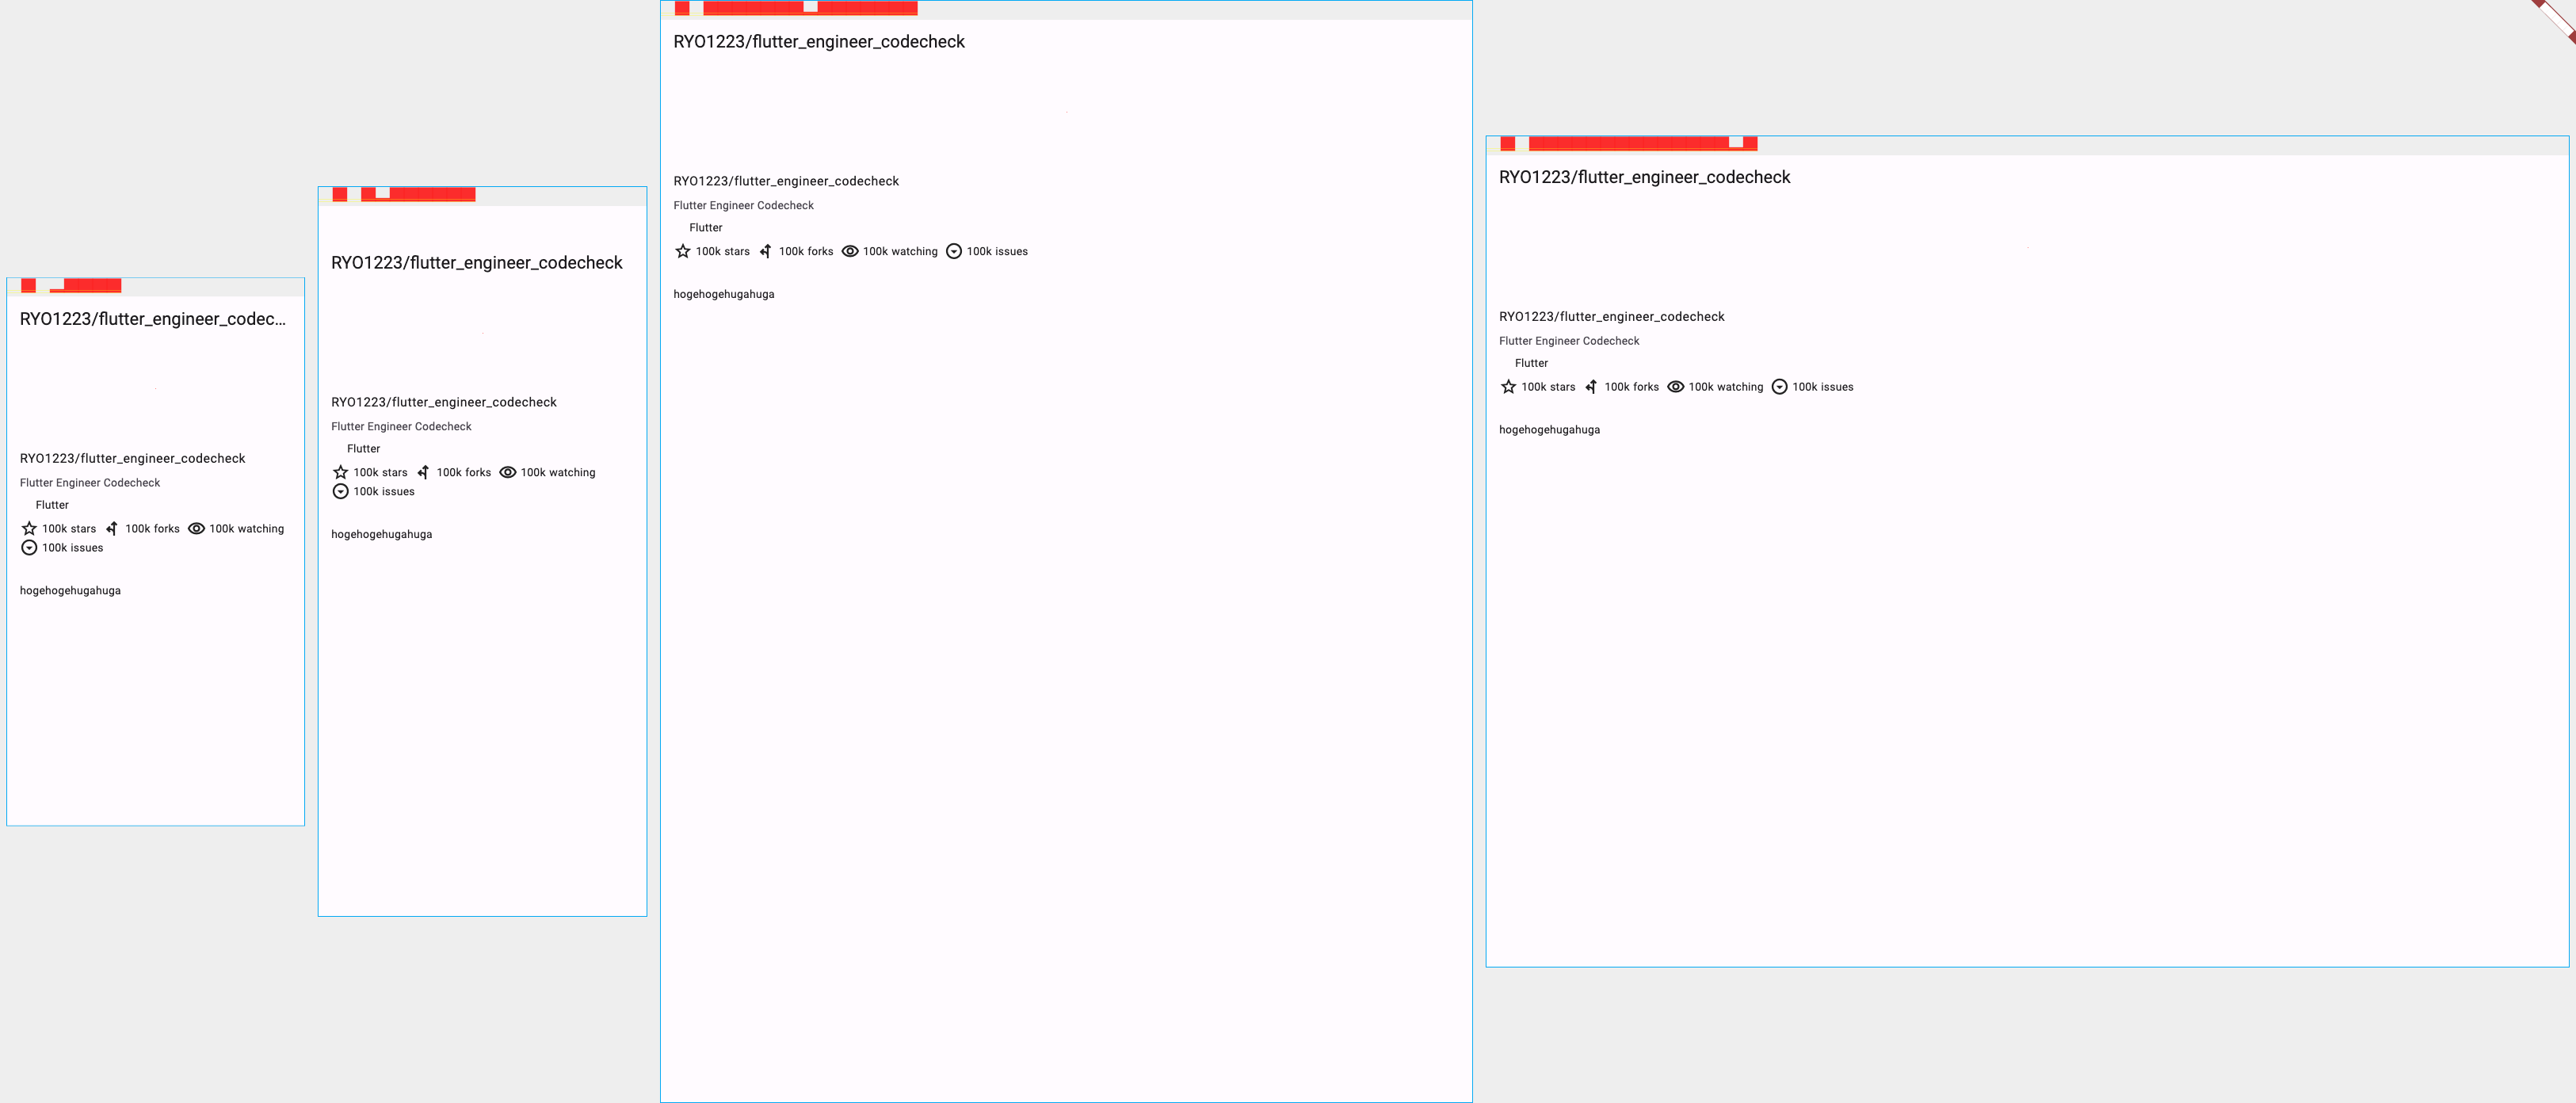 RYO1223/flutter_engineer_codec...
RYO1223/flutter_engineer_codecheck
Flutter Engineer Codecheck
Flutter
100k stars 100k forks 100k watching
100k issues
hogehogehugahuga
RYO1223/flutter_engineer_codecheck
RYO1223/flutter_engineer_codecheck
Flutter Engineer Codecheck
Flutter
100k stars 100k forks 100k watching
100k issues
hogehogehugahuga
RYO1223/flutter_engineer_codecheck
RYO1223/flutter_engineer_codecheck
Flutter Engineer Codecheck
Flutter
100k stars 100k forks 100k watching 100k issues
hogehogehugahuga
RYO1223/flutter_engineer_codecheck
RYO1223/flutter_engineer_codecheck
Flutter Engineer Codecheck
Flutter
100k stars 100k forks 100k watching 100k issues
hogehogehugahuga